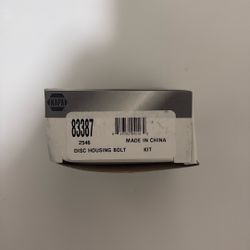 NAPA
83387
2546 MADE IN CHINA
DISC HOUSING BOLT KIT